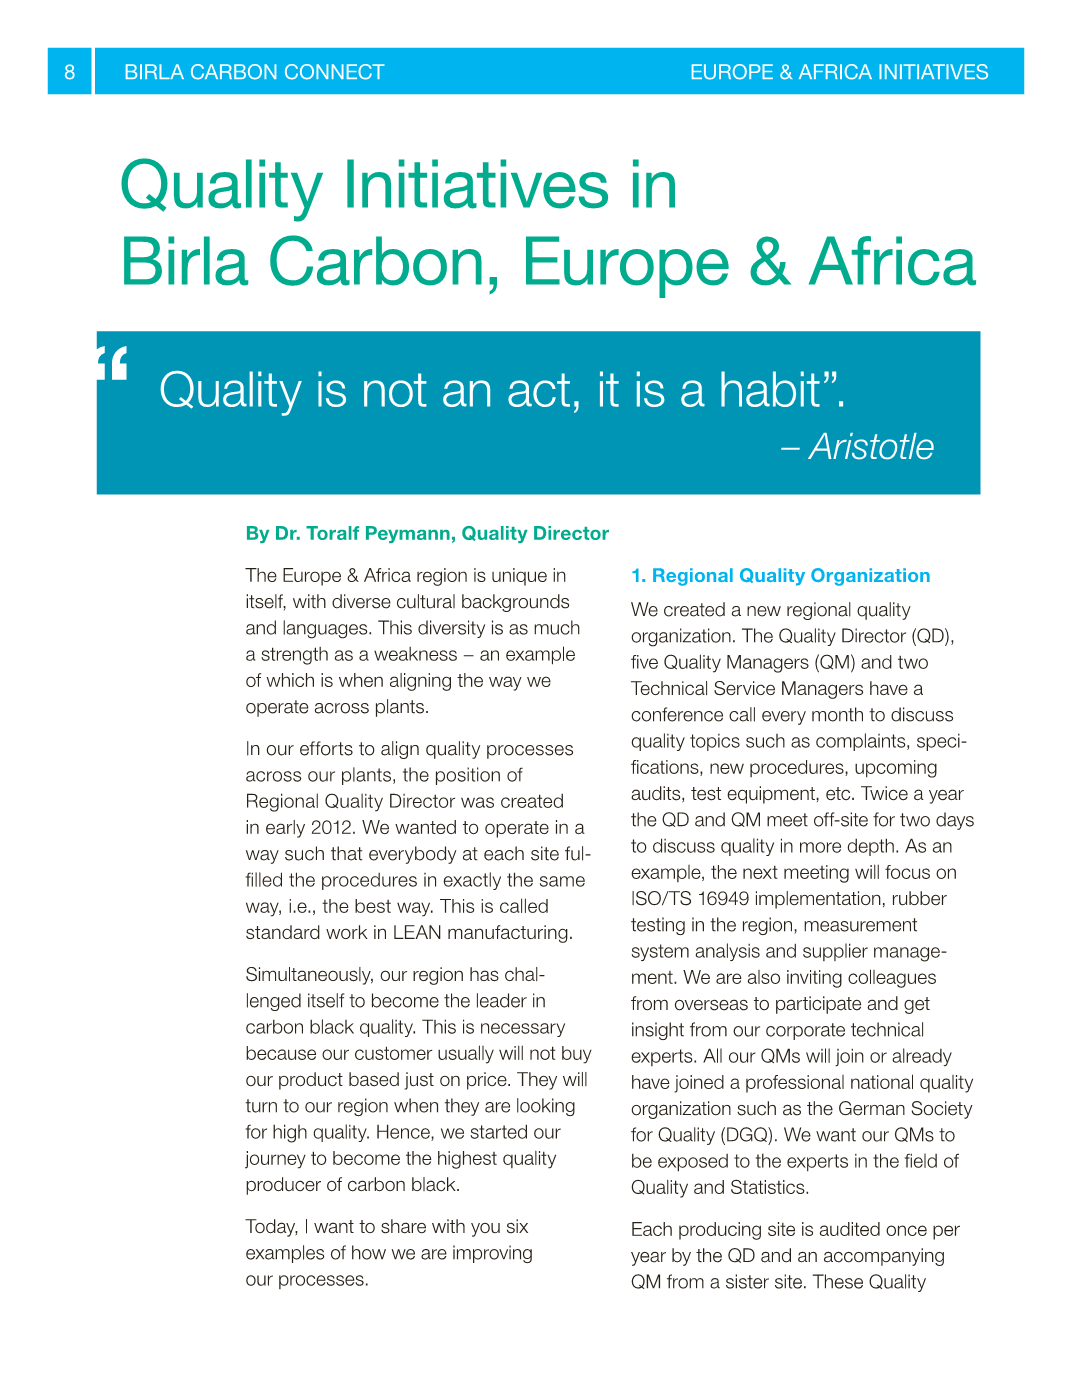 8
BIRLA CARBON CONNECT
EUROPE & AFRICA INITIATIVES
Quality Initiatives in
Birla Carbon, Europe & Africa
“
Quality is not an act, it is a habit”.
– Aristotle
By Dr. Toralf Peymann, Quality Director
The Europe & Africa region is unique in
itself, with diverse cultural backgrounds
and languages. This diversity is as much
a strength as a weakness – an example
of which is when aligning the way we
operate across plants.
In our efforts to align quality processes
across our plants, the position of
Regional Quality Director was created
in early 2012. We wanted to operate in a
way such that everybody at each site ful-
filled the procedures in exactly the same
way, i.e., the best way. This is called
standard work in LEAN manufacturing.
Simultaneously, our region has chal-
lenged itself to become the leader in
carbon black quality. This is necessary
because our customer usually will not buy
our product based just on price. They will
turn to our region when they are looking
for high quality. Hence, we started our
journey to become the highest quality
producer of carbon black.
Today, I want to share with you six
examples of how we are improving
our processes.
1. Regional Quality Organization
We created a new regional quality
organization. The Quality Director (QD),
five Quality Managers (QM) and two
Technical Service Managers have a
conference call every month to discuss
quality topics such as complaints, speci-
fications, new procedures, upcoming
audits, test equipment, etc. Twice a year
the QD and QM meet off-site for two days
to discuss quality in more depth. As an
example, the next meeting will focus on
ISO/TS 16949 implementation, rubber
testing in the region, measurement
system analysis and supplier manage-
ment. We are also inviting colleagues
from overseas to participate and get
insight from our corporate technical
experts. All our QMs will join or already
have joined a professional national quality
organization such as the German Society
for Quality (DGQ). We want our QMs to
be exposed to the experts in the field of
Quality and Statistics.
Each producing site is audited once per
year by the QD and an accompanying
QM from a sister site. These Quality